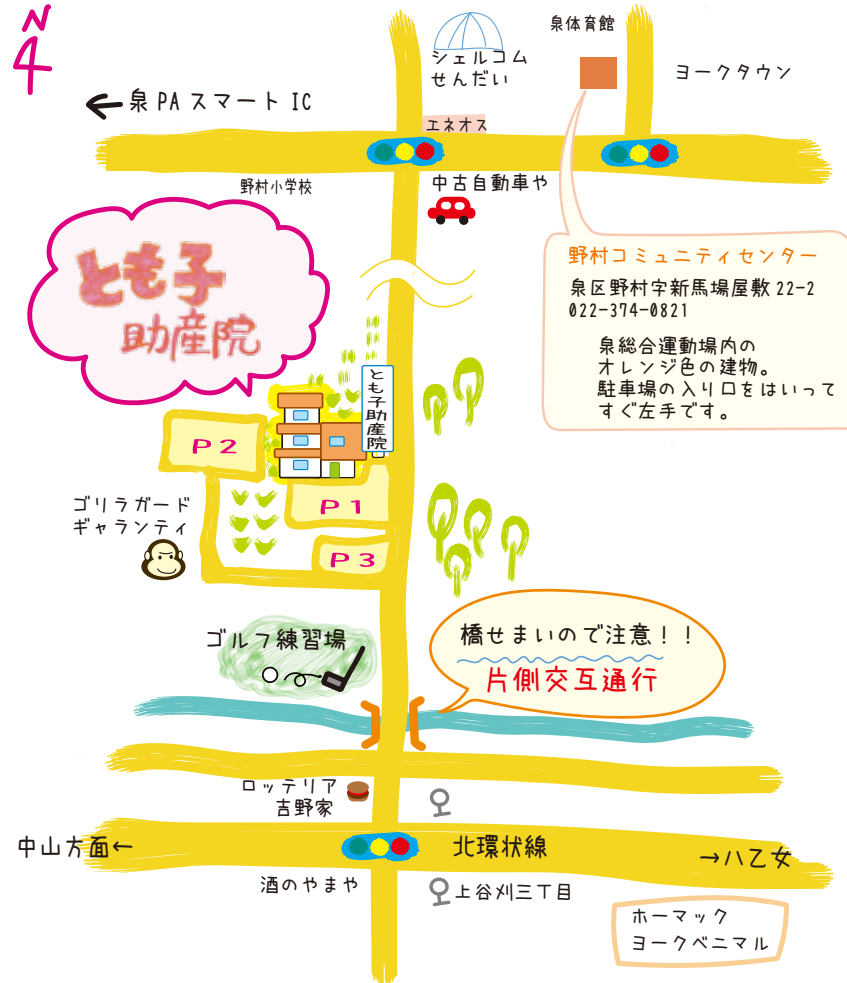 N
泉体育館
シェルコム
せんだい
ヨークタウン
← 泉 PA スマート IC
エネオス
野村小学校
中古自動車や
とも子
助産院
野村コミュニティセンター
泉区野村字新馬場屋敷 22-2
022-374-0821
泉総合運動場内の
オレンジ色の建物。
駐車場の入り口をはいって
すぐ左手です。
とも子助産院
P2
P1
P3
ゴリラガード
ギャランティ
ゴルフ練習場
橋せまいので注意!!
片側交互通行
ロッテリア
吉野家
中山方面←
北環状線
→八乙女
酒のやまや
上谷刈三丁目
ホーマック
ヨークベニマル